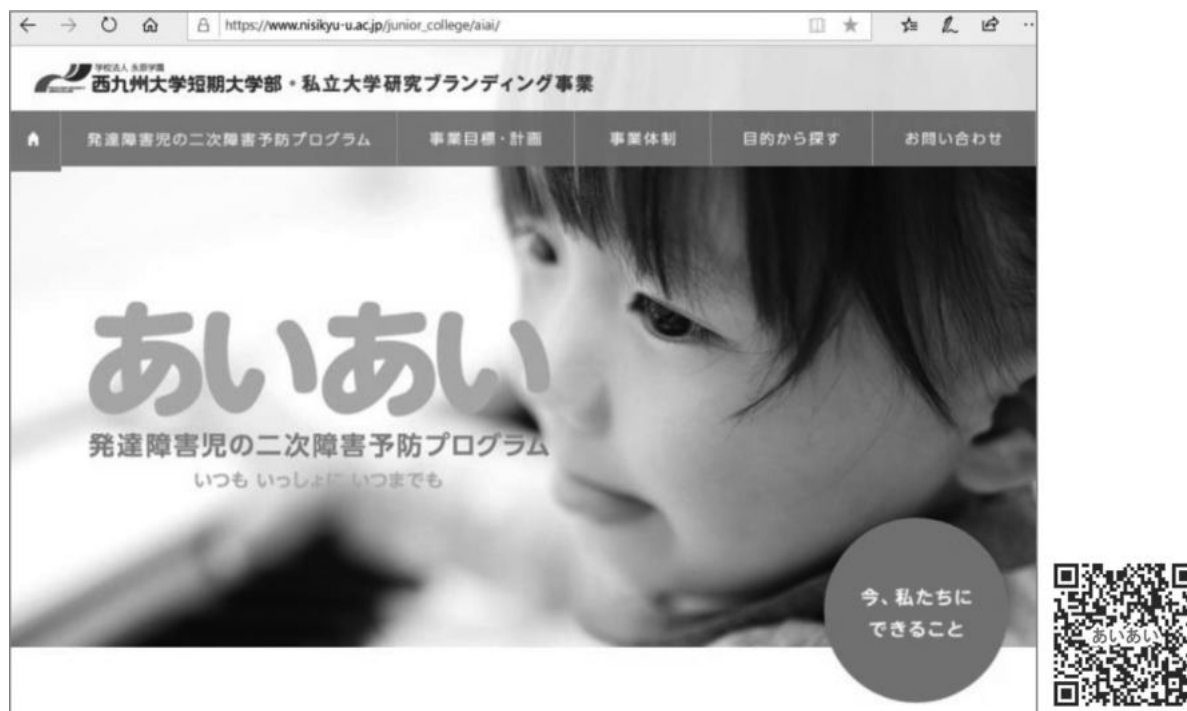 https://www.nisikyu-u.ac.jp/junior_college/aiai/
学校法人 永原学園
西九州大学短期大学部・私立大学研究ブランディング事業
発達障害児の二次障害予防プログラム 事業目標・計画 事業体制 目的から探す お問い合わせ
あいあい
発達障害児の二次障害予防プログラム
いつも いっしょに いつまでも
今、私たちに
できること
あいあい